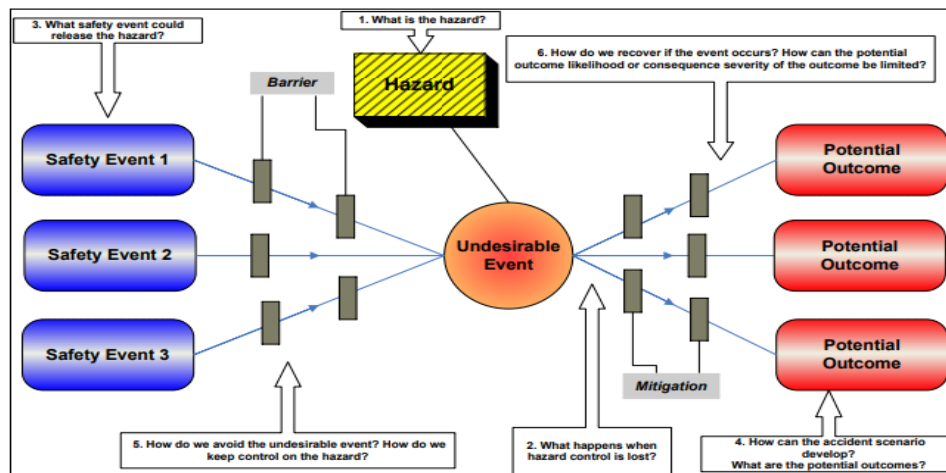 1. What is the hazard?
3. What safety event could
release the hazard?
6. How do we recover if the event occurs? How can the potential
outcome likelihood or consequence severity of the outcome be limited?
Barrier
Hazard
Safety Event 1
Potential
Outcome
Safety Event 2
Undesirable
Event
Potential
Outcome
Safety Event 3
Potential
Outcome
Mitigation
5. How do we avoid the undesirable event? How do we
keep control on the hazard?
2. What happens when
hazard control is lost?
4. How can the accident scenario
develop?
What are the potential outcomes?